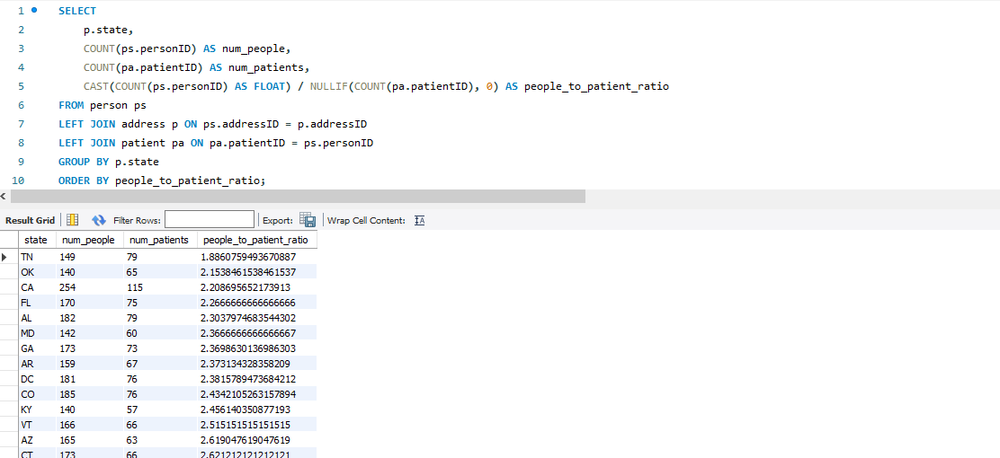 1 SELECT
2 p.state,
3 COUNT(ps.personID) AS num_people,
4 COUNT(pa.patientID) AS num_patients,
5 CAST(COUNT(ps.personID) AS FLOAT) / NULLIF(COUNT(pa.patientID), 0) AS people_to_patient_ratio
6 FROM person ps
7 LEFT JOIN address p ON ps.addressID = p.addressID
8 LEFT JOIN patient pa ON pa.patientID = ps.personID
9 GROUP BY p.state
10 ORDER BY people_to_patient_ratio;
Result Grid Filter Rows: Export: Wrap Cell Content: IA
state num_people num_patients people_to_patient_ratio
TN 149 79 1.8860759493670887
OK 140 65 2.1538461538461537
CA 254 115 2.208695652173913
FL 170 75 2.2666666666666666
AL 182 79 2.3037974683544302
MD 142 60 2.3666666666666667
GA 173 73 2.3698630136986303
AR 159 67 2.373134328358209
DC 181 76 2.3815789473684212
CO 185 76 2.4342105263157894
KY 140 57 2.456140350877193
VT 166 66 2.515151515151515
AZ 165 63 2.619047619047619
CT 173 66 2.621212121212121